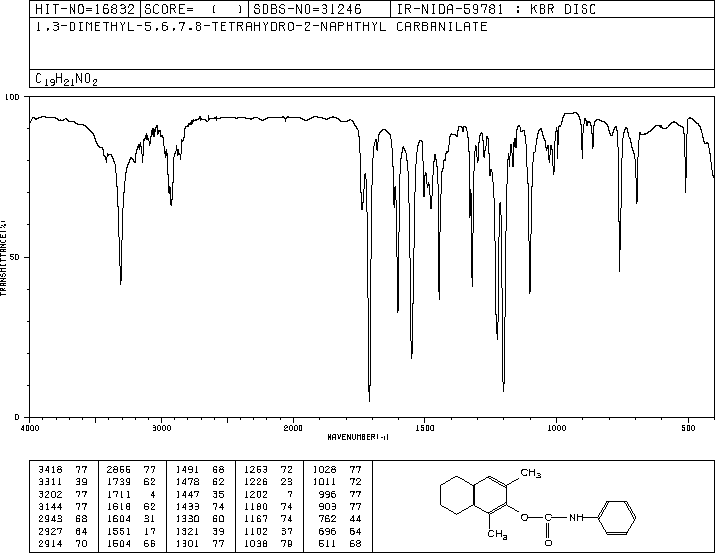 HIT-NO=16832 SCORE= ( ) SDBS-NO=31246 IR-NIDA-59781 : KBR DISC
1,3-DIMETHYL-5,6,7,8-TETRAHYDRO-2-NAPHTHYL CARBANILATE
C19H21NO2
100
50
0
TRANSMITTANCE(%)
4000 3000 2000 1500 1000 500
WAVENUMBER(-1)
3418 77 2866 77 1491 68 1263 72 1028 77
3311 39 1739 62 1478 62 1226 23 1011 72
3202 77 1711 4 1447 35 1202 7 996 77
3144 77 1618 62 1433 74 1180 74 903 77
2943 68 1604 31 1330 60 1167 74 762 44
2927 64 1551 17 1321 39 1102 37 696 64
2914 70 1504 66 1301 77 1038 79 511 68
CH3
O C NH
CH3 O